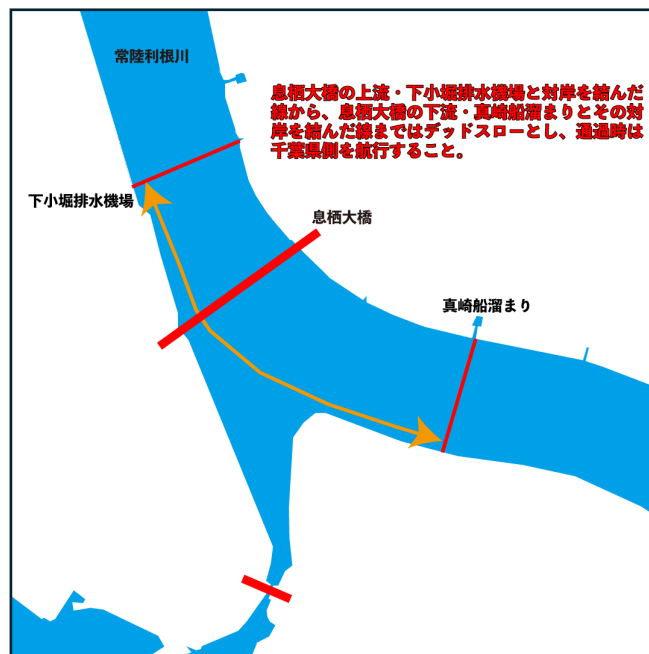 常陸利根川
息栖大橋の上流・下小堀排水機場と対岸を結んだ
線から、息栖大橋の下流・真崎船溜まりとその対
岸を結んだ線まではデッドスローとし、通過時は
千葉県側を航行すること。
下小堀排水機場
息栖大橋
真崎船溜まり